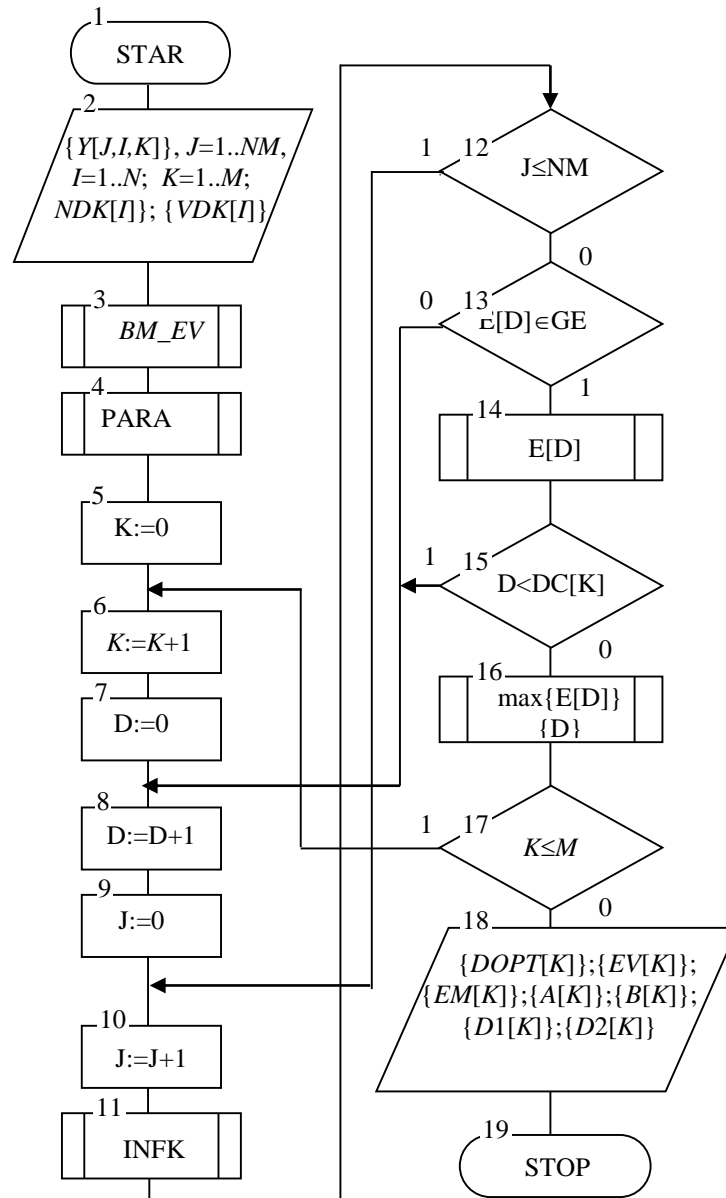 1
STAR
2
{Y[J,I,K]}, J=1..NM,
I=1..N; K=1..M;
NDK[I]}; {VDK[I]}
3
BM_EV
4
PARA
5
K:=0
6
K:=K+1
7
D:=0
8
D:=D+1
9
J:=0
10
J:=J+1
11
INFK
1
12
J≤NM
0
0
13
E[D]∈GE
1
14
E[D]
1
15
D<DC[K]
0
16
max{E[D]}
{D}
1
17
K≤M
0
18
{DOPT[K]};{EV[K]};
{EM[K]};{A[K]};{B[K]};
{D1[K]};{D2[K]}
19
STOP